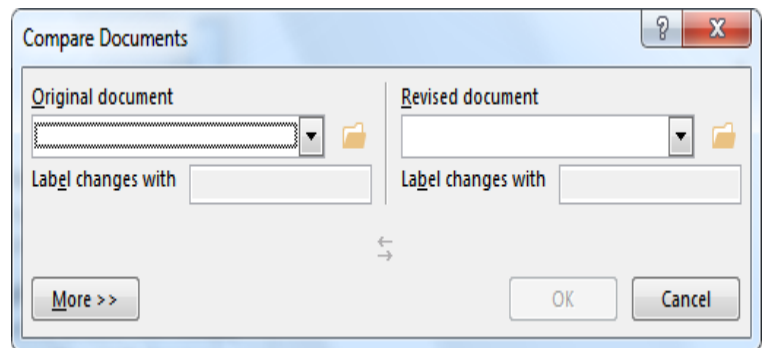 Compare Documents
Original document
Revised document
Label changes with
Label changes with
More >>
OK
Cancel